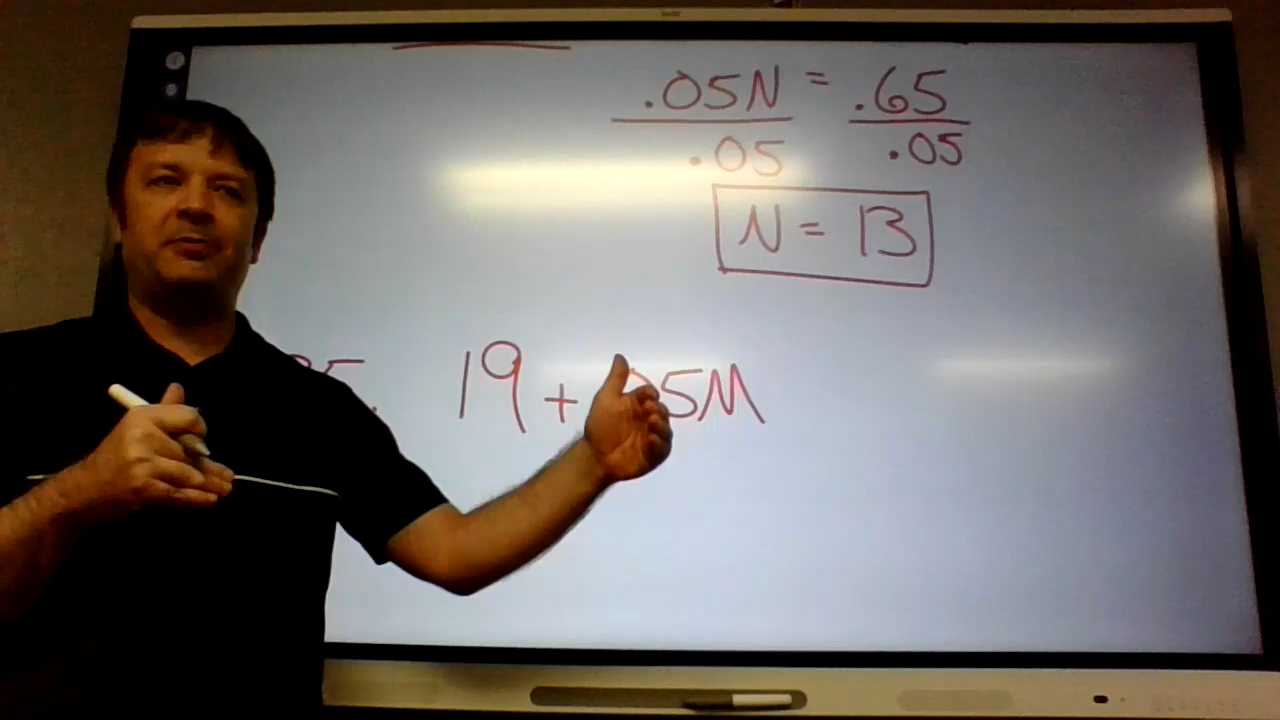 .05N = .65
.05 .05
N = 13
19 + 5M